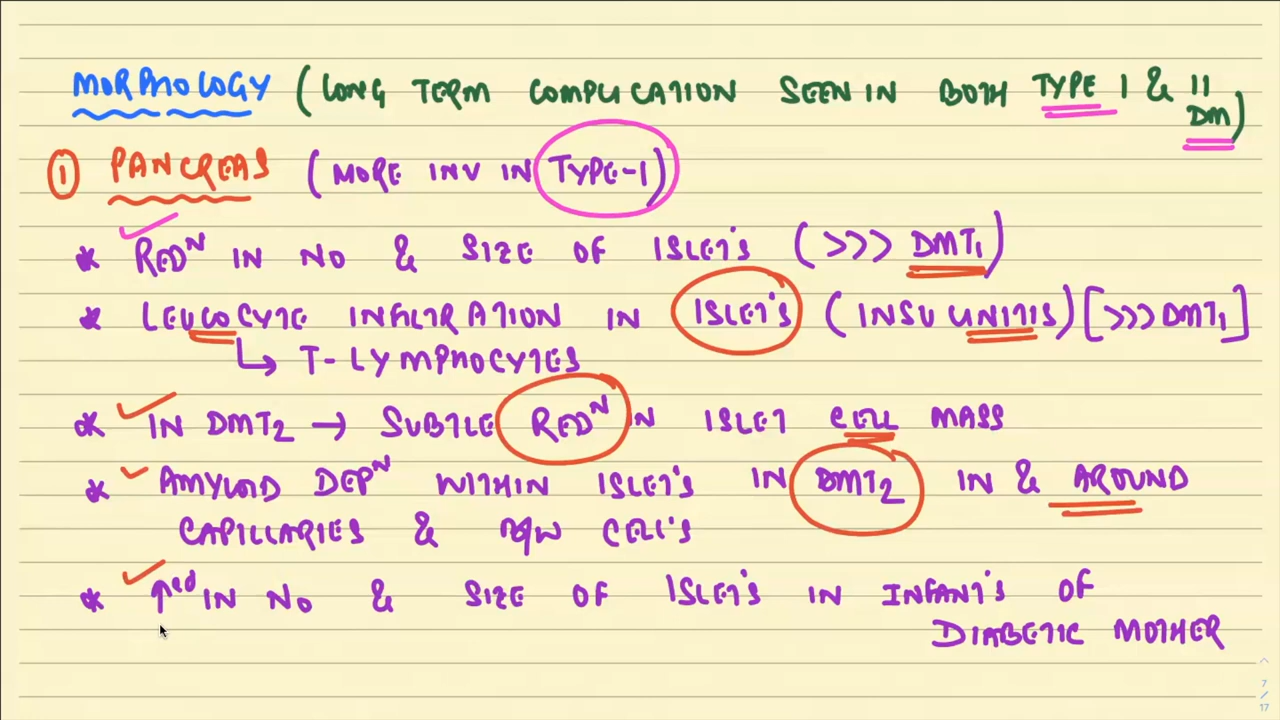 MORPHOLOGY (LONG TERM COMPLICATION SEEN IN BOTH TYPE I & II DM)
① PANCREAS (MORE INV IN TYPE-1)
* REDᴺ IN NO & SIZE OF ISLET'S (>>> DMT₁)
* LEUCOCYTE INFILTRATION IN ISLET'S (INSULINITIS) [>>> DMT₁]
↳ T-LYMPHOCYTES
* IN DMT₂ → SUBTLE REDᴺ IN ISLET CELL MASS
* AMYLOID DEPᴺ WITHIN ISLET'S IN DMT₂ IN & AROUND
CAPILLARIES & B/W CELL'S
* ↑ed IN NO & SIZE OF ISLET'S IN INFANT'S OF
DIABETIC MOTHER
7
/
17